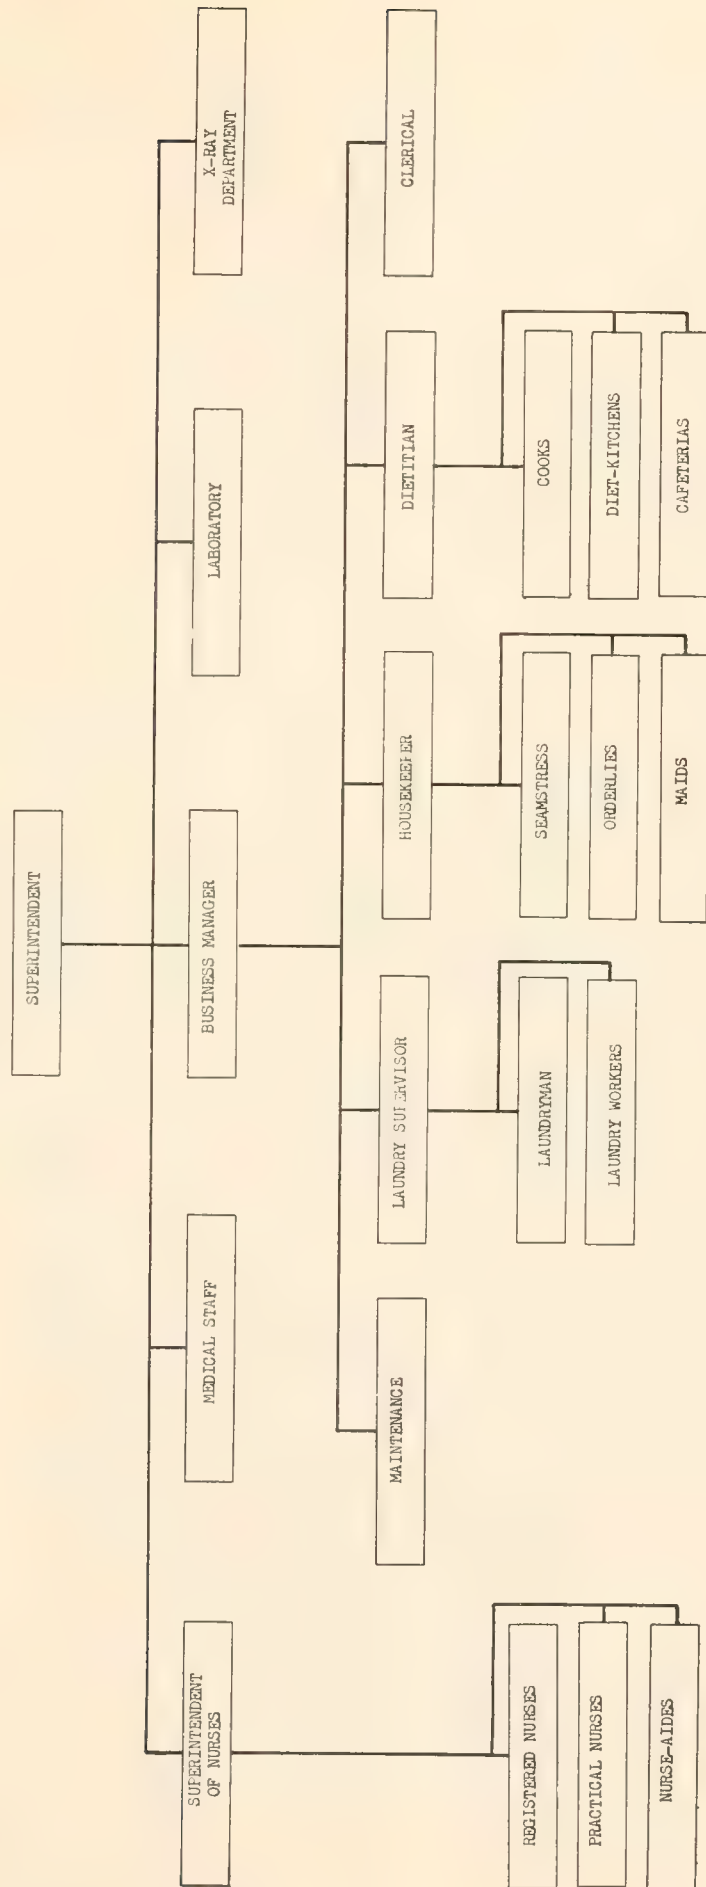 SUPERINTENDENT
SUPERINTENDENT
OF NURSES
MEDICAL STAFF
BUSINESS MANAGER
LABORATORY
X-RAY
DEPARTMENT
MAINTENANCE
LAUNDRY SUPERVISOR
HOUSEKEEPER
DIETITIAN
CLERICAL
REGISTERED NURSES
PRACTICAL NURSES
NURSE-AIDES
LAUNDRYMAN
LAUNDRY WORKERS
SEAMSTRESS
ORDERLIES
MAIDS
COOKS
DIET-KITCHENS
CAFETERIAS